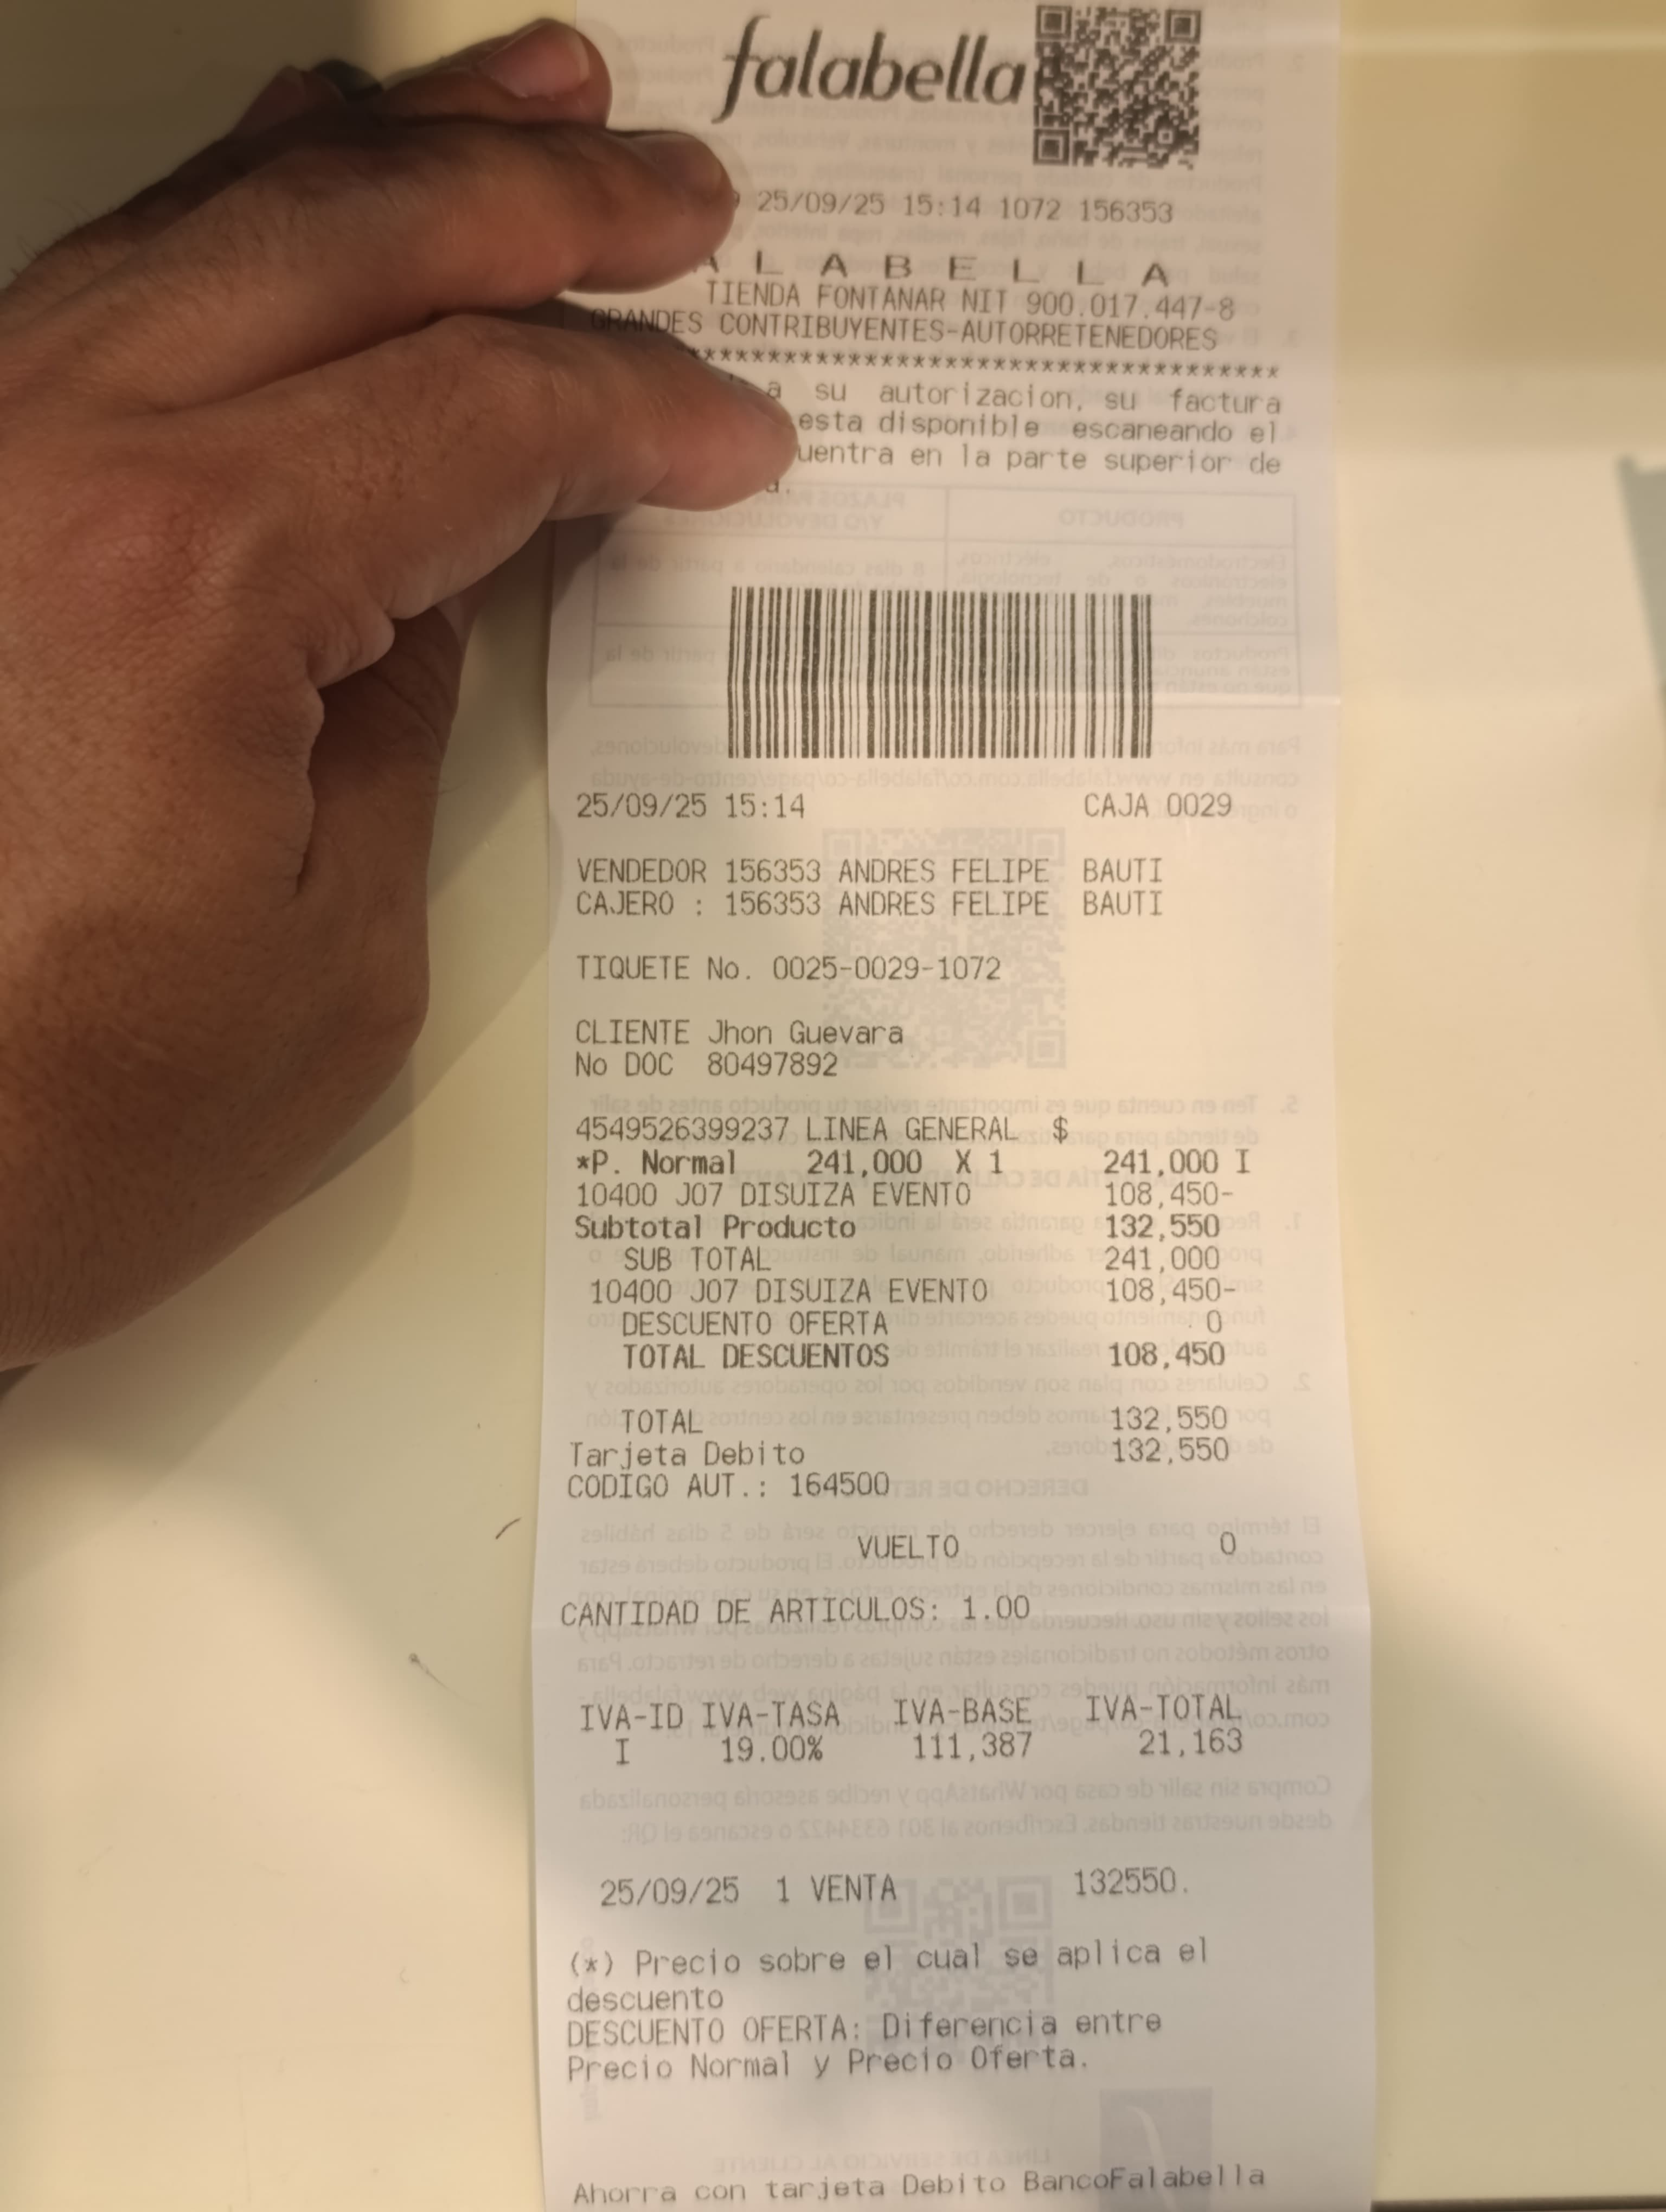 falabella
25/09/25 15:14 1072 156353
A L A B E L L A
TIENDA FONTANAR NIT 900.017.447-8
GRANDES CONTRIBUYENTES-AUTORRETENEDORES
****************************************
a su autorizacion, su factura
esta disponible escaneando el
en la parte superior de
25/09/25 15:14 CAJA 0029
VENDEDOR 156353 ANDRES FELIPE BAUTI
CAJERO : 156353 ANDRES FELIPE BAUTI
TIQUETE No. 0025-0029-1072
CLIENTE Jhon Guevara
No DOC 80497892
4549526399237 LINEA GENERAL $
*P. Normal 241,000 X 1 241,000 I
10400 J07 DISUIZA EVENTO 108,450-
Subtotal Producto 132,550
SUB TOTAL 241,000
10400 J07 DISUIZA EVENTO 108,450-
DESCUENTO OFERTA 0
TOTAL DESCUENTOS 108,450
TOTAL 132,550
Tarjeta Debito 132,550
CODIGO AUT.: 164500
VUELTO 0
CANTIDAD DE ARTICULOS: 1.00
IVA-ID IVA-TASA IVA-BASE IVA-TOTAL
I 19.00% 111,387 21,163
25/09/25 1 VENTA 132550.
(*) Precio sobre el cual se aplica el
descuento
DESCUENTO OFERTA: Diferencia entre
Precio Normal y Precio Oferta.
Ahorra con tarjeta Debito BancoFalabella